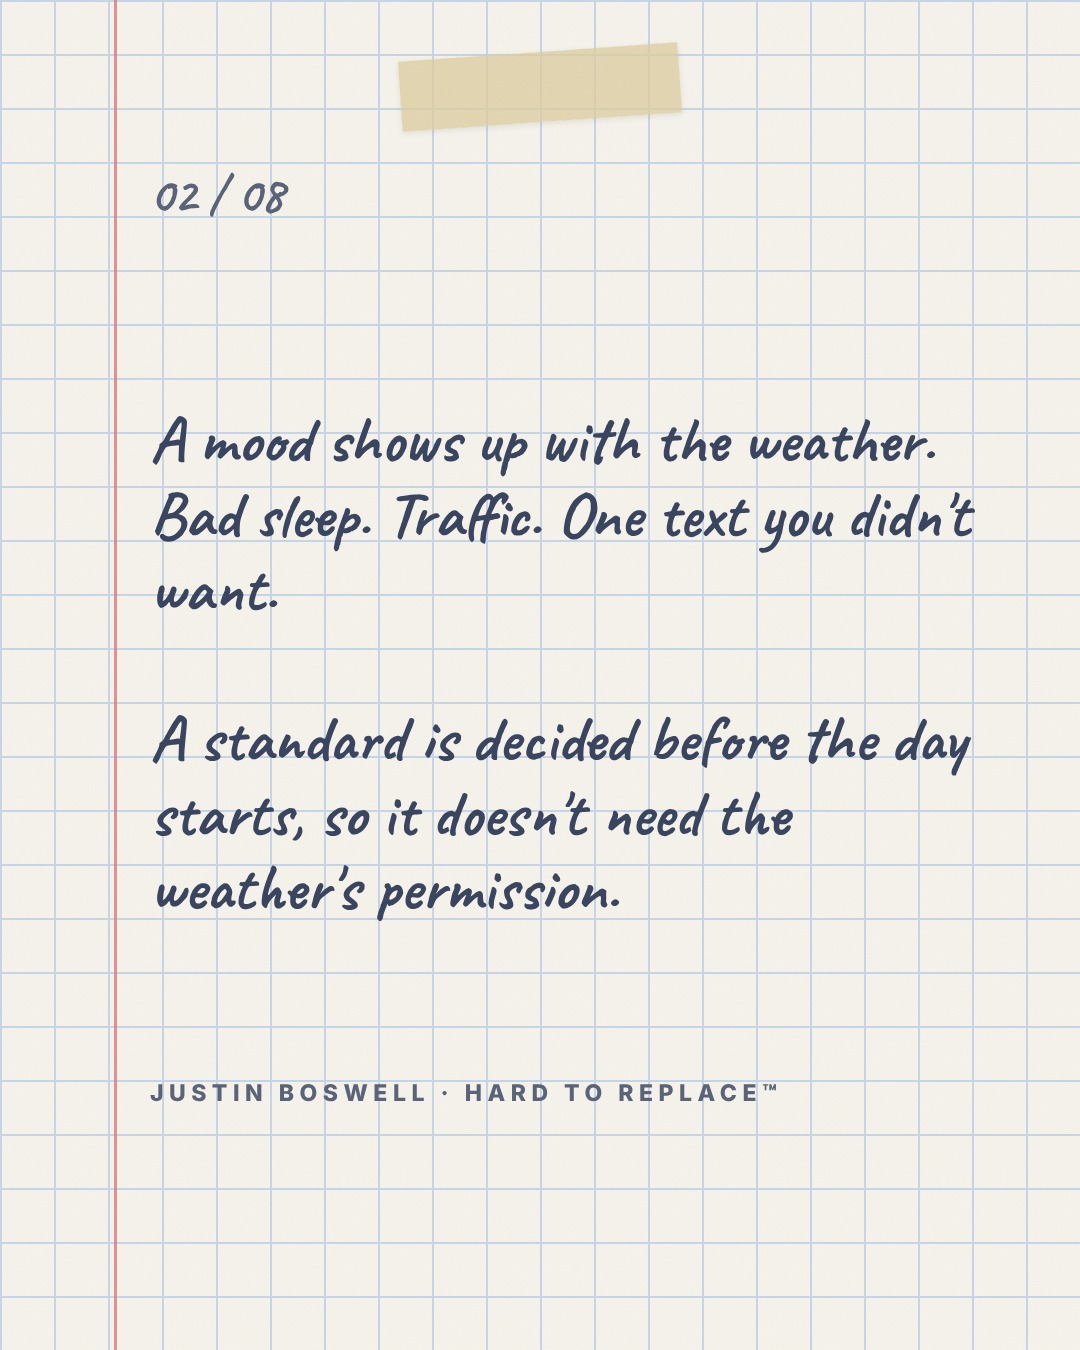 02 / 08
A mood shows up with the weather.
Bad sleep. Traffic. One text you didn't
want.
A standard is decided before the day
starts, so it doesn't need the
weather's permission.
JUSTIN BOSWELL · HARD TO REPLACE™